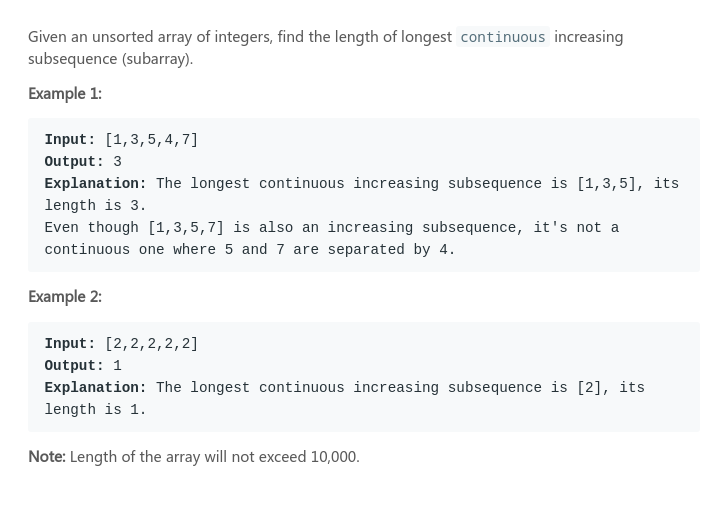 Given an unsorted array of integers, find the length of longest continuous increasing
subsequence (subarray).
Example 1:
Input: [1,3,5,4,7]
Output: 3
Explanation: The longest continuous increasing subsequence is [1,3,5], its
length is 3.
Even though [1,3,5,7] is also an increasing subsequence, it's not a
continuous one where 5 and 7 are separated by 4.
Example 2:
Input: [2,2,2,2,2]
Output: 1
Explanation: The longest continuous increasing subsequence is [2], its
length is 1.
Note: Length of the array will not exceed 10,000.